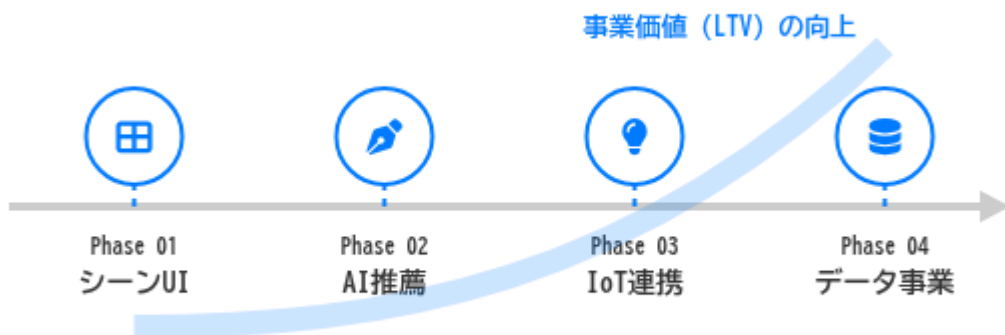 事業価値（LTV）の向上
Phase 01
シーンUI
Phase 02
AI推薦
Phase 03
IoT連携
Phase 04
データ事業